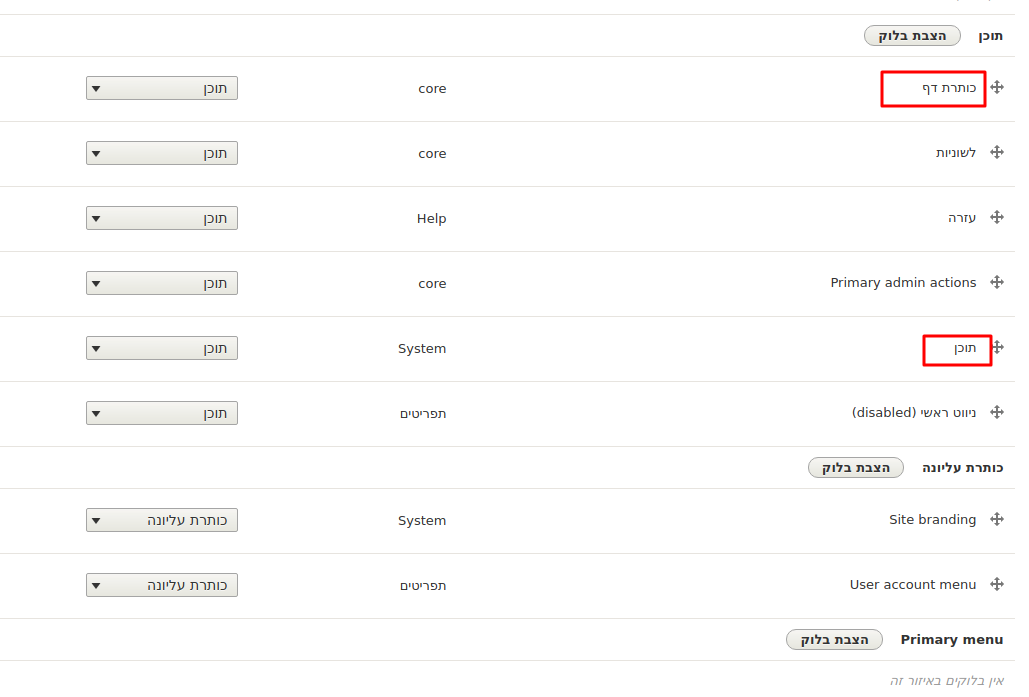 תוכן הצבת בלוק
כותרת דף core תוכן
לשוניות core תוכן
עזרה Help תוכן
Primary admin actions core תוכן
תוכן System תוכן
ניווט ראשי (disabled) תפריטים תוכן
כותרת עליונה הצבת בלוק
Site branding System כותרת עליונה
User account menu תפריטים כותרת עליונה
Primary menu הצבת בלוק
אין בלוקים באיזור זה